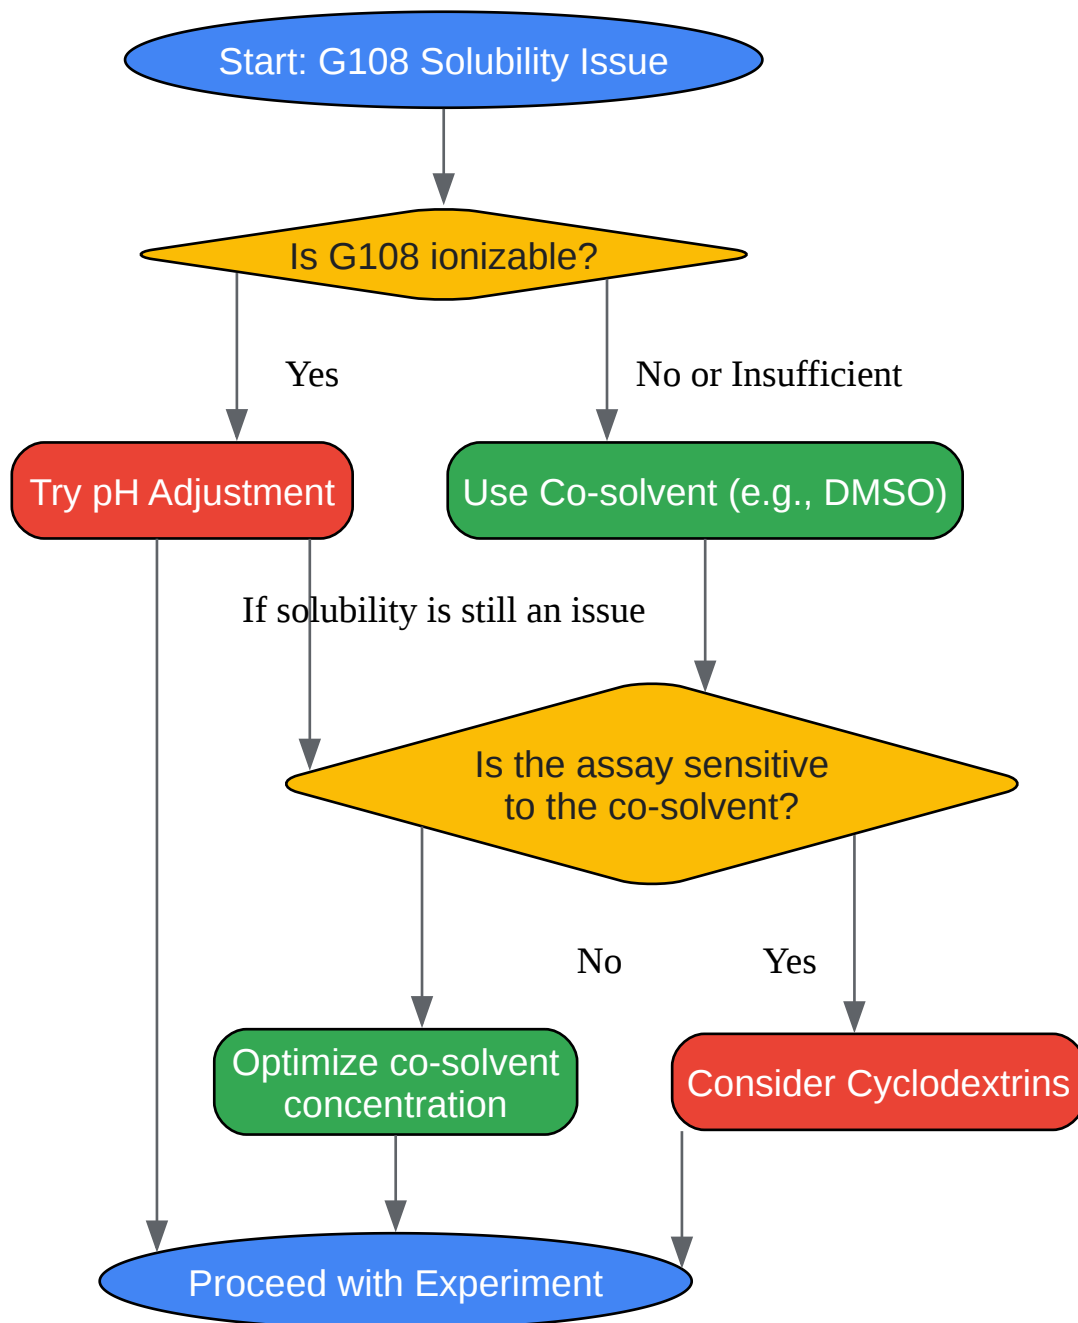 Start: G108 Solubility Issue
Is G108 ionizable?
Yes
No or Insufficient
Try pH Adjustment
Use Co-solvent (e.g., DMSO)
If solubility is still an issue
Is the assay sensitive
to the co-solvent?
No
Yes
Optimize co-solvent
concentration
Consider Cyclodextrins
Proceed with Experiment